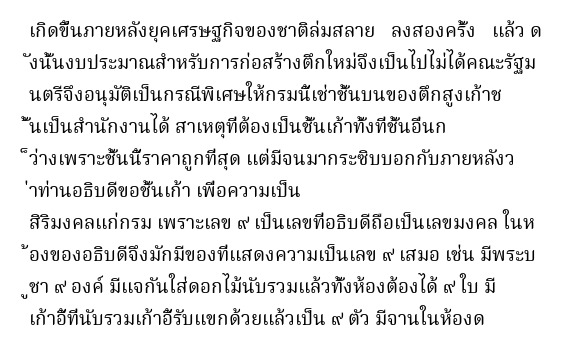 เกิดขึ้นภายหลังยุคเศรษฐกิจของชาติล่มสลาย ลงสองครั้ง แล้ว ด
ังนั้นงบประมาณสำหรับการก่อสร้างตึกใหม่จึงเป็นไปไม่ได้คณะรัฐม
นตรีจึงอนุมัติเป็นกรณีพิเศษให้กรมนี้เช่าชั้นบนของตึกสูงเก้าช
ั้นเป็นสำนักงานได้ สาเหตุที่ต้องเป็นชั้นเก้าทั้งที่ชั้นอื่นก
็ว่างเพราะชั้นนี้ราคาถูกที่สุด แต่มีจนมากระซิบบอกกับภายหลังว
่าท่านอธิบดีขอชั้นเก้า เพื่อความเป็น
สิริมงคลแก่กรม เพราะเลข ๙ เป็นเลขที่อธิบดีถือเป็นเลขมงคล ในห
้องของอธิบดีจึงมักมีของที่แสดงความเป็นเลข ๙ เสมอ เช่น มีพระบ
ูชา ๙ องค์ มีแจกันใส่ดอกไม้นับรวมแล้วทั้งห้องต้องได้ ๙ ใบ มี
เก้าอี้ที่นับรวมเก้าอี้รับแขกด้วยแล้วเป็น ๙ ตัว มีจานในห้องด